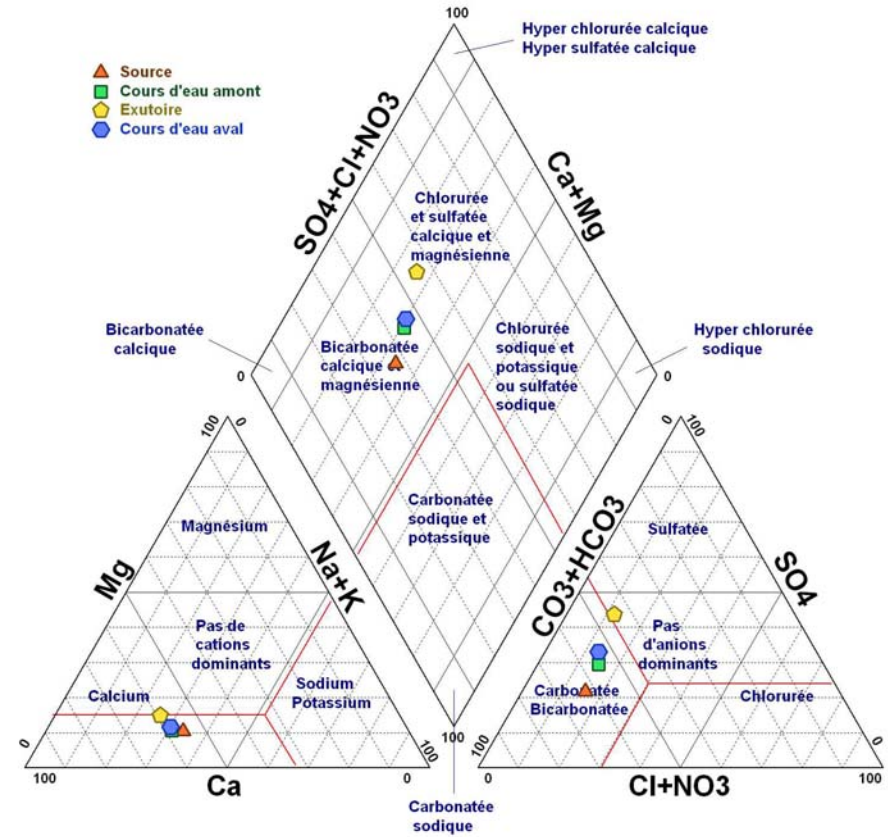 100
Hyper chlorurée calcique
Hyper sulfatée calcique
Source
Cours d'eau amont
Exutoire
Cours d'eau aval
SO4+Cl+NO3
Ca+Mg
Chlorurée
et sulfatée
calcique et
magnésienne
Bicarbonatée
calcique
Bicarbonatée
calcique
magnésienne
Chlorurée
sodique et
potassique
ou sulfatée
sodique
Hyper chlorurée
sodique
0
0
Carbonatée
sodique et
potassique
100
Carbonatée
sodique
100
0
Magnésium
Mg
Na+K
Pas de
cations
dominants
Calcium
Sodium
Potassium
0
100
100
0
Ca
0
100
Sulfatée
CO3+HCO3
SO4
Pas
d'anions
dominants
Carbonatée
Bicarbonatée
Chlorurée
100
0
0
100
Cl+NO3